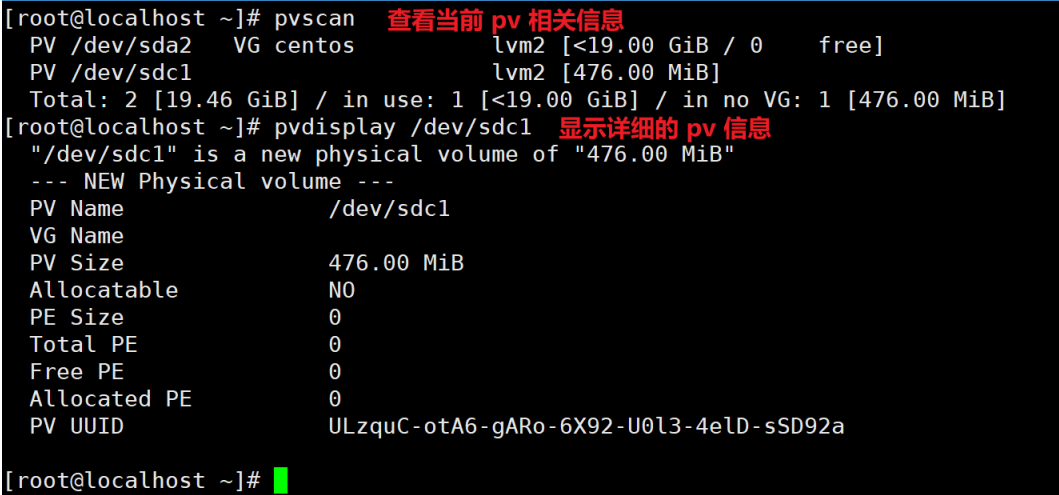 [root@localhost ~]# pvscan 查看当前 pv 相关信息
  PV /dev/sda2   VG centos          lvm2 [<19.00 GiB / 0    free]
  PV /dev/sdc1                      lvm2 [476.00 MiB]
  Total: 2 [19.46 GiB] / in use: 1 [<19.00 GiB] / in no VG: 1 [476.00 MiB]
[root@localhost ~]# pvdisplay /dev/sdc1 显示详细的 pv 信息
  "/dev/sdc1" is a new physical volume of "476.00 MiB"
  --- NEW Physical volume ---
  PV Name               /dev/sdc1
  VG Name
  PV Size               476.00 MiB
  Allocatable           NO
  PE Size               0
  Total PE              0
  Free PE               0
  Allocated PE          0
  PV UUID               ULzquC-otA6-gARo-6X92-U0l3-4elD-sSD92a
[root@localhost ~]#